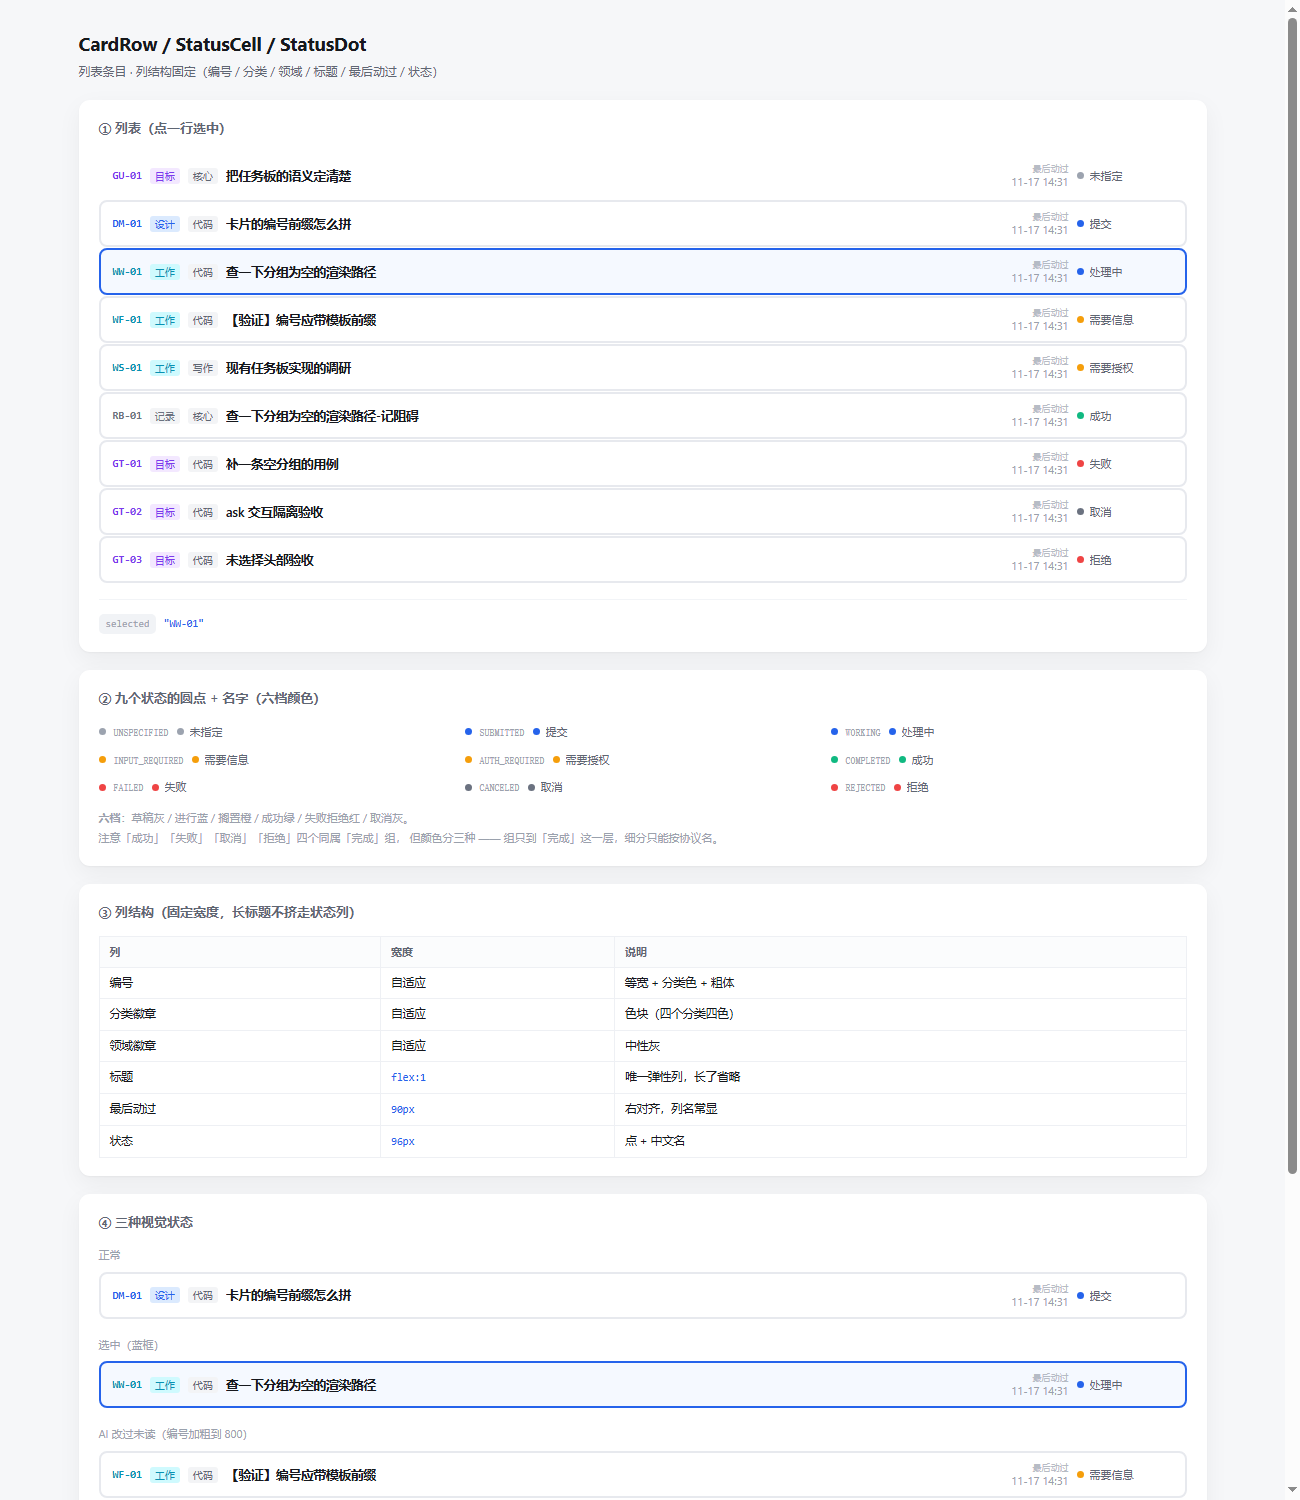 CardRow / StatusCell / StatusDot
列表条目 · 列结构固定（编号 / 分类 / 领域 / 标题 / 最后动过 / 状态）
① 列表（点一行选中）
GU-01 目标 核心 把任务板的语义定清楚 最后动过 11-17 14:31 未指定
DM-01 设计 代码 卡片的编号前缀怎么拼 最后动过 11-17 14:31 提交
WW-01 工作 代码 查一下分组为空的渲染路径 最后动过 11-17 14:31 处理中
WF-01 工作 代码 【验证】编号应带模板前缀 最后动过 11-17 14:31 需要信息
WS-01 工作 写作 现有任务板实现的调研 最后动过 11-17 14:31 需要授权
RB-01 记录 核心 查一下分组为空的渲染路径-记阻碍 最后动过 11-17 14:31 成功
GT-01 目标 代码 补一条空分组的用例 最后动过 11-17 14:31 失败
GT-02 目标 代码 ask 交互隔离验收 最后动过 11-17 14:31 取消
GT-03 目标 代码 未选择头部验收 最后动过 11-17 14:31 拒绝
selected "WW-01"
② 九个状态的圆点 + 名字（六档颜色）
UNSPECIFIED 未指定 SUBMITTED 提交 WORKING 处理中
INPUT_REQUIRED 需要信息 AUTH_REQUIRED 需要授权 COMPLETED 成功
FAILED 失败 CANCELED 取消 REJECTED 拒绝
六档：草稿灰 / 进行蓝 / 搁置橙 / 成功绿 / 失败拒绝红 / 取消灰。
注意「成功」「失败」「取消」「拒绝」四个同属「完成」组， 但颜色分三种 —— 组只到「完成」这一层，细分只能按协议名。
③ 列结构（固定宽度，长标题不挤走状态列）
列 宽度 说明
编号 自适应 等宽 + 分类色 + 粗体
分类徽章 自适应 色块（四个分类四色）
领域徽章 自适应 中性灰
标题 flex:1 唯一弹性列，长了省略
最后动过 90px 右对齐，列名常显
状态 96px 点 + 中文名
④ 三种视觉状态
正常
DM-01 设计 代码 卡片的编号前缀怎么拼 最后动过 11-17 14:31 提交
选中（蓝框）
WW-01 工作 代码 查一下分组为空的渲染路径 最后动过 11-17 14:31 处理中
AI 改过未读（编号加粗到 800）
WF-01 工作 代码 【验证】编号应带模板前缀 最后动过 11-17 14:31 需要信息